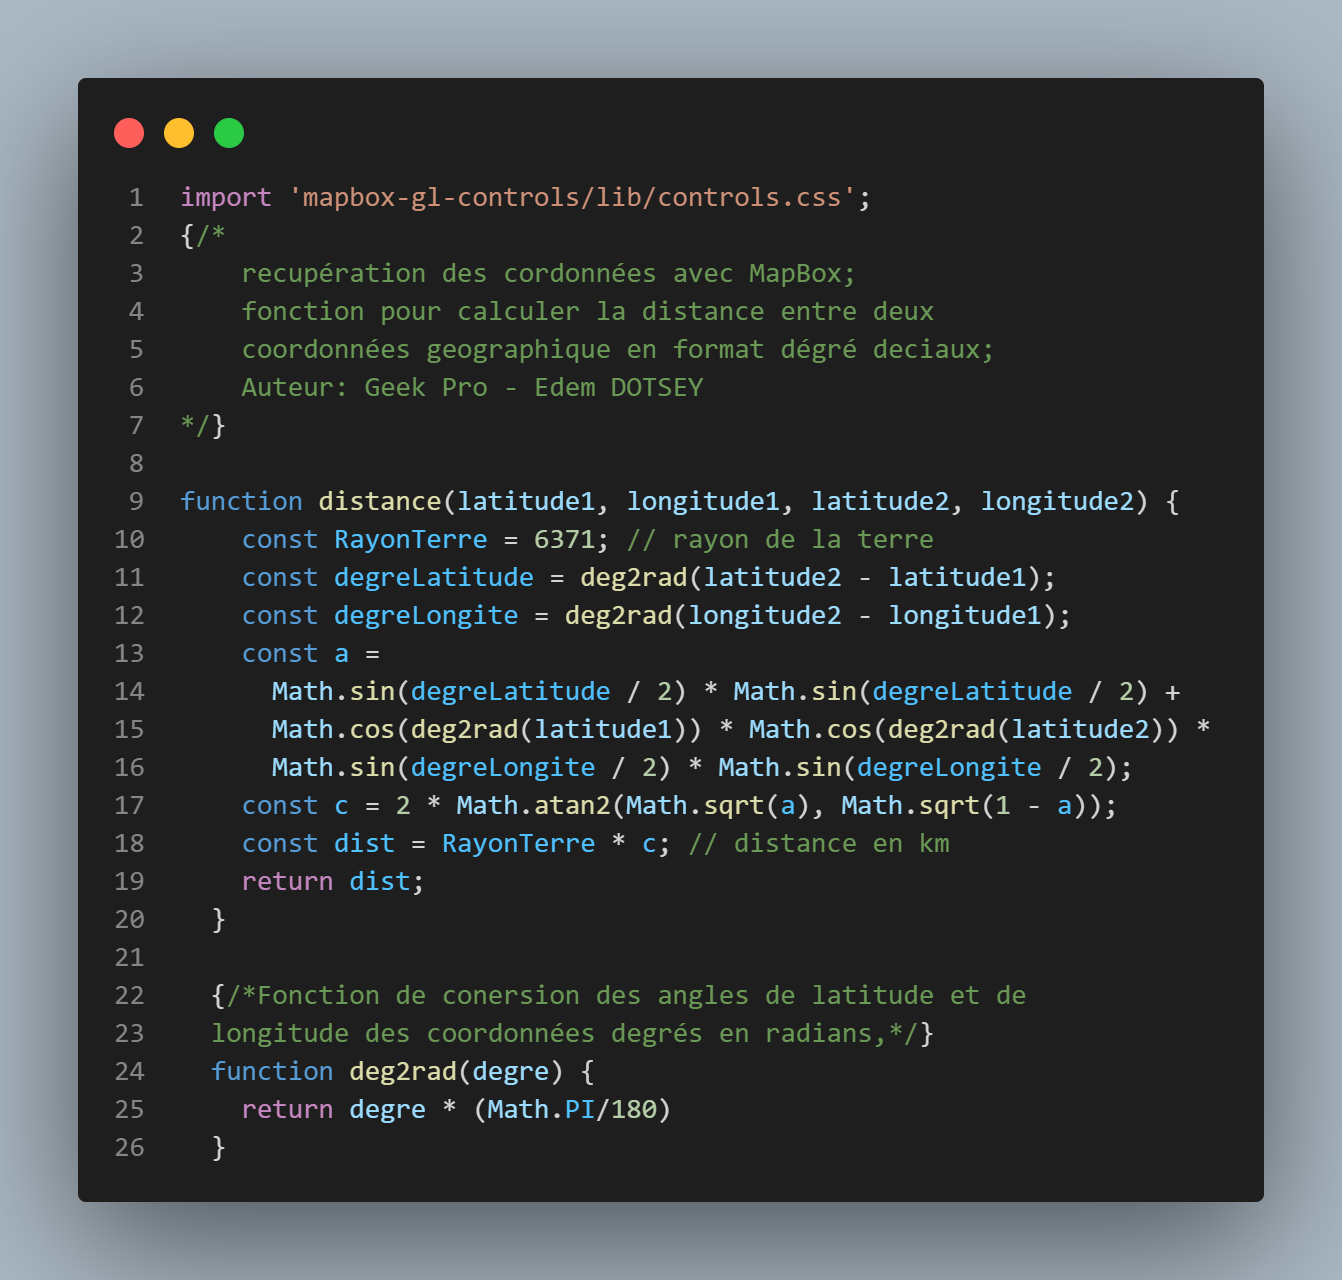 1 import 'mapbox-gl-controls/lib/controls.css';
2 {/*
3 recupération des cordonnées avec MapBox;
4 fonction pour calculer la distance entre deux
5 coordonnées geographique en format dégré deciaux;
6 Auteur: Geek Pro - Edem DOTSEY
7 */}
8
9 function distance(latitude1, longitude1, latitude2, longitude2) {
10 const RayonTerre = 6371; // rayon de la terre
11 const degreLatitude = deg2rad(latitude2 - latitude1);
12 const degreLongite = deg2rad(longitude2 - longitude1);
13 const a =
14 Math.sin(degreLatitude / 2) * Math.sin(degreLatitude / 2) +
15 Math.cos(deg2rad(latitude1)) * Math.cos(deg2rad(latitude2)) *
16 Math.sin(degreLongite / 2) * Math.sin(degreLongite / 2);
17 const c = 2 * Math.atan2(Math.sqrt(a), Math.sqrt(1 - a));
18 const dist = RayonTerre * c; // distance en km
19 return dist;
20 }
21
22 {/*Fonction de conersion des angles de latitude et de
23 longitude des coordonnées degrés en radians,*/}
24 function deg2rad(degre) {
25 return degre * (Math.PI/180)
26 }